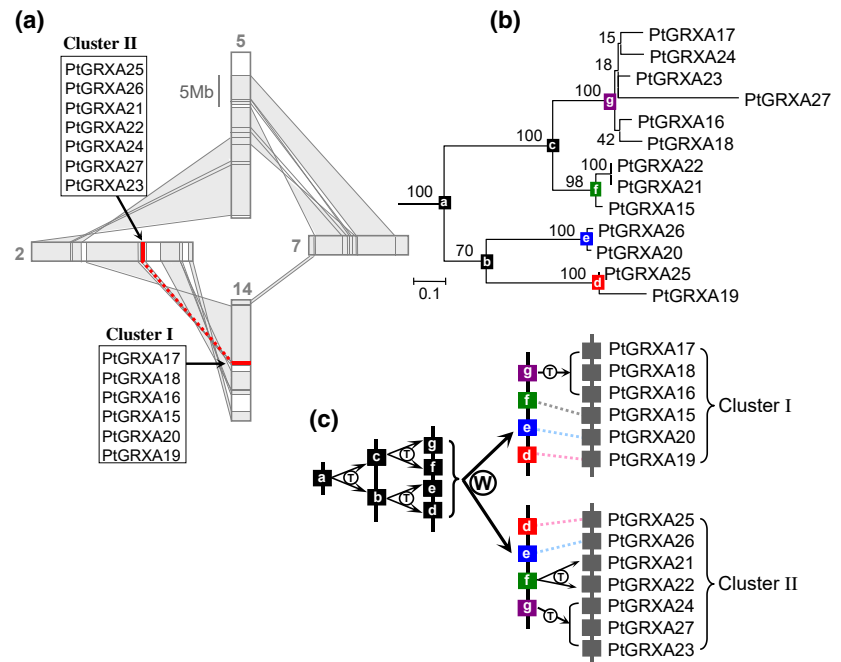 (a)
Cluster II
PtGRXA25
PtGRXA26
PtGRXA21
PtGRXA22
PtGRXA24
PtGRXA27
PtGRXA23
5
5Mb
2
7
14
Cluster I
PtGRXA17
PtGRXA18
PtGRXA16
PtGRXA15
PtGRXA20
PtGRXA19
(b)
15 PtGRXA17
PtGRXA24
18 PtGRXA23
100 g PtGRXA27
PtGRXA16
42 PtGRXA18
100 c
100 PtGRXA22
98 f PtGRXA21
PtGRXA15
100 a
100 e PtGRXA26
PtGRXA20
70 b
100 d PtGRXA25
PtGRXA19
0.1
(c)
a T c b T T g f e d W
g T PtGRXA17
PtGRXA18
PtGRXA16
f PtGRXA15
e PtGRXA20
d PtGRXA19
Cluster I
d PtGRXA25
e PtGRXA26
f T PtGRXA21
PtGRXA22
g T PtGRXA24
PtGRXA27
PtGRXA23
Cluster II